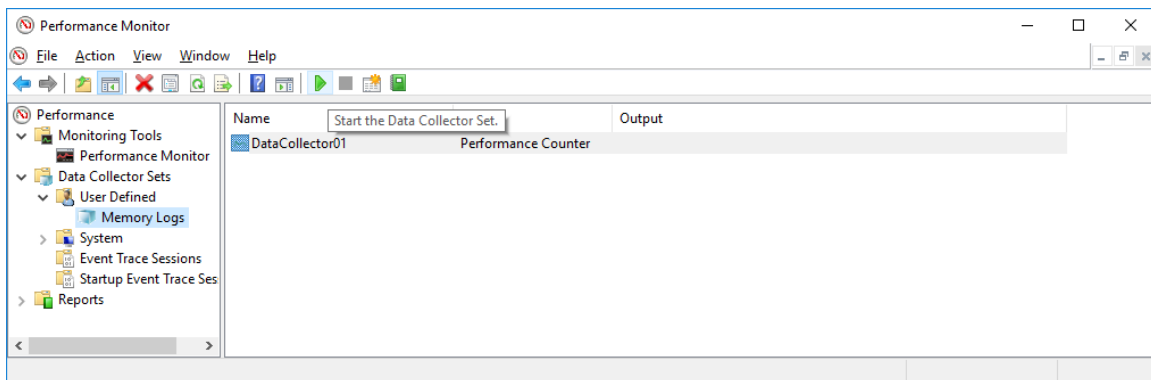 Performance Monitor
File Action View Window Help
Performance
Monitoring Tools
Performance Monitor
Data Collector Sets
User Defined
Memory Logs
System
Event Trace Sessions
Startup Event Trace Ses
Reports
Name Output
Start the Data Collector Set.
DataCollector01 Performance Counter